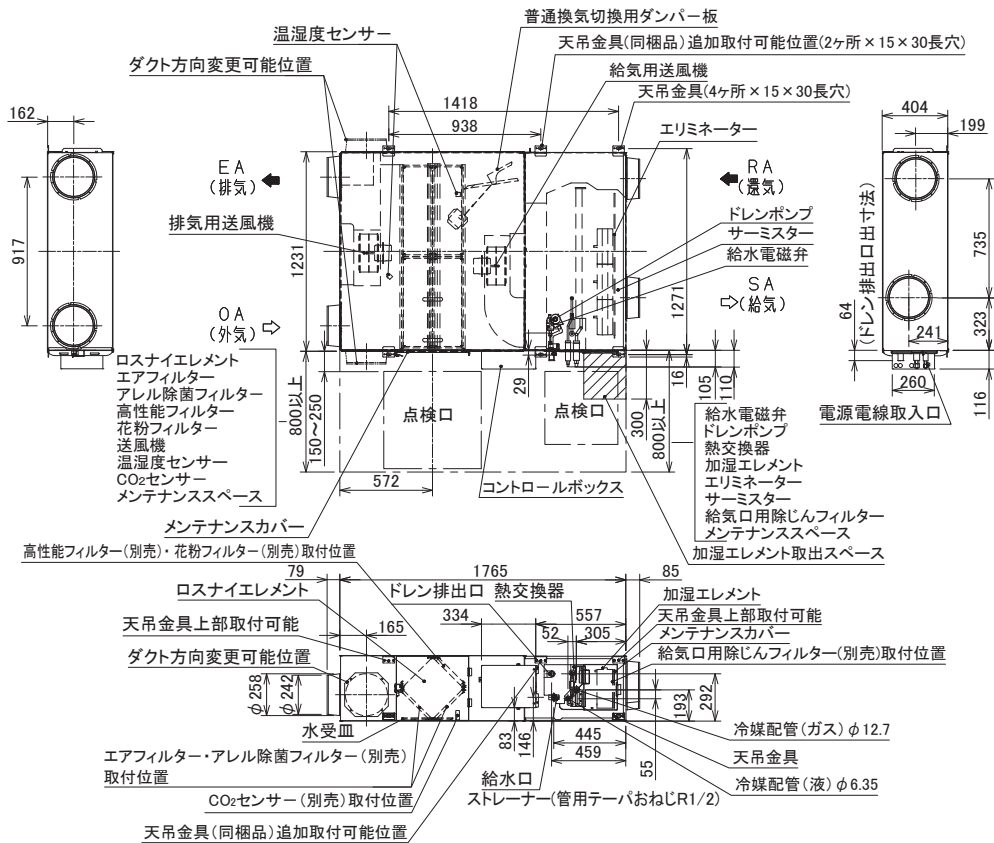 普通換気切換用ダンパー板
温湿度センサー
天吊金具(同梱品)追加取付可能位置(2ヶ所×15×30長穴)
ダクト方向変更可能位置
給気用送風機
1418
天吊金具(4ヶ所×15×30長穴)
162
938
404
エリミネーター
199
EA
(排気)
RA
(還気)
排気用送風機
ドレンポンプ
サーミスター
給水電磁弁
917
1231
1271
(ドレン排出口出寸法)
64
735
OA
(外気)
SA
(給気)
323
241
ロスナイエレメント
エアフィルター
アレル除菌フィルター
高性能フィルター
花粉フィルター
送風機
温湿度センサー
CO2センサー
メンテナンススペース
800以上
150~250
点検口
29
点検口
16
105
110
300
800以上
260
116
電源電線取入口
給水電磁弁
ドレンポンプ
熱交換器
加湿エレメント
エリミネーター
サーミスター
給気口用除じんフィルター
メンテナンススペース
572
コントロールボックス
メンテナンスカバー
加湿エレメント取出スペース
高性能フィルター(別売)・花粉フィルター(別売)取付位置
79
1765
85
ロスナイエレメント
ドレン排出口
熱交換器
加湿エレメント
334
557
天吊金具上部取付可能
天吊金具上部取付可能
165
52
305
メンテナンスカバー
ダクト方向変更可能位置
給気口用除じんフィルター(別売)取付位置
φ258
φ242
193
292
水受皿
83
146
445
459
55
冷媒配管(ガス)φ12.7
エアフィルター・アレル除菌フィルター(別売)
取付位置
天吊金具
給水口
ストレーナー(管用テーパおねじR1/2)
冷媒配管(液)φ6.35
CO2センサー(別売)取付位置
天吊金具(同梱品)追加取付可能位置